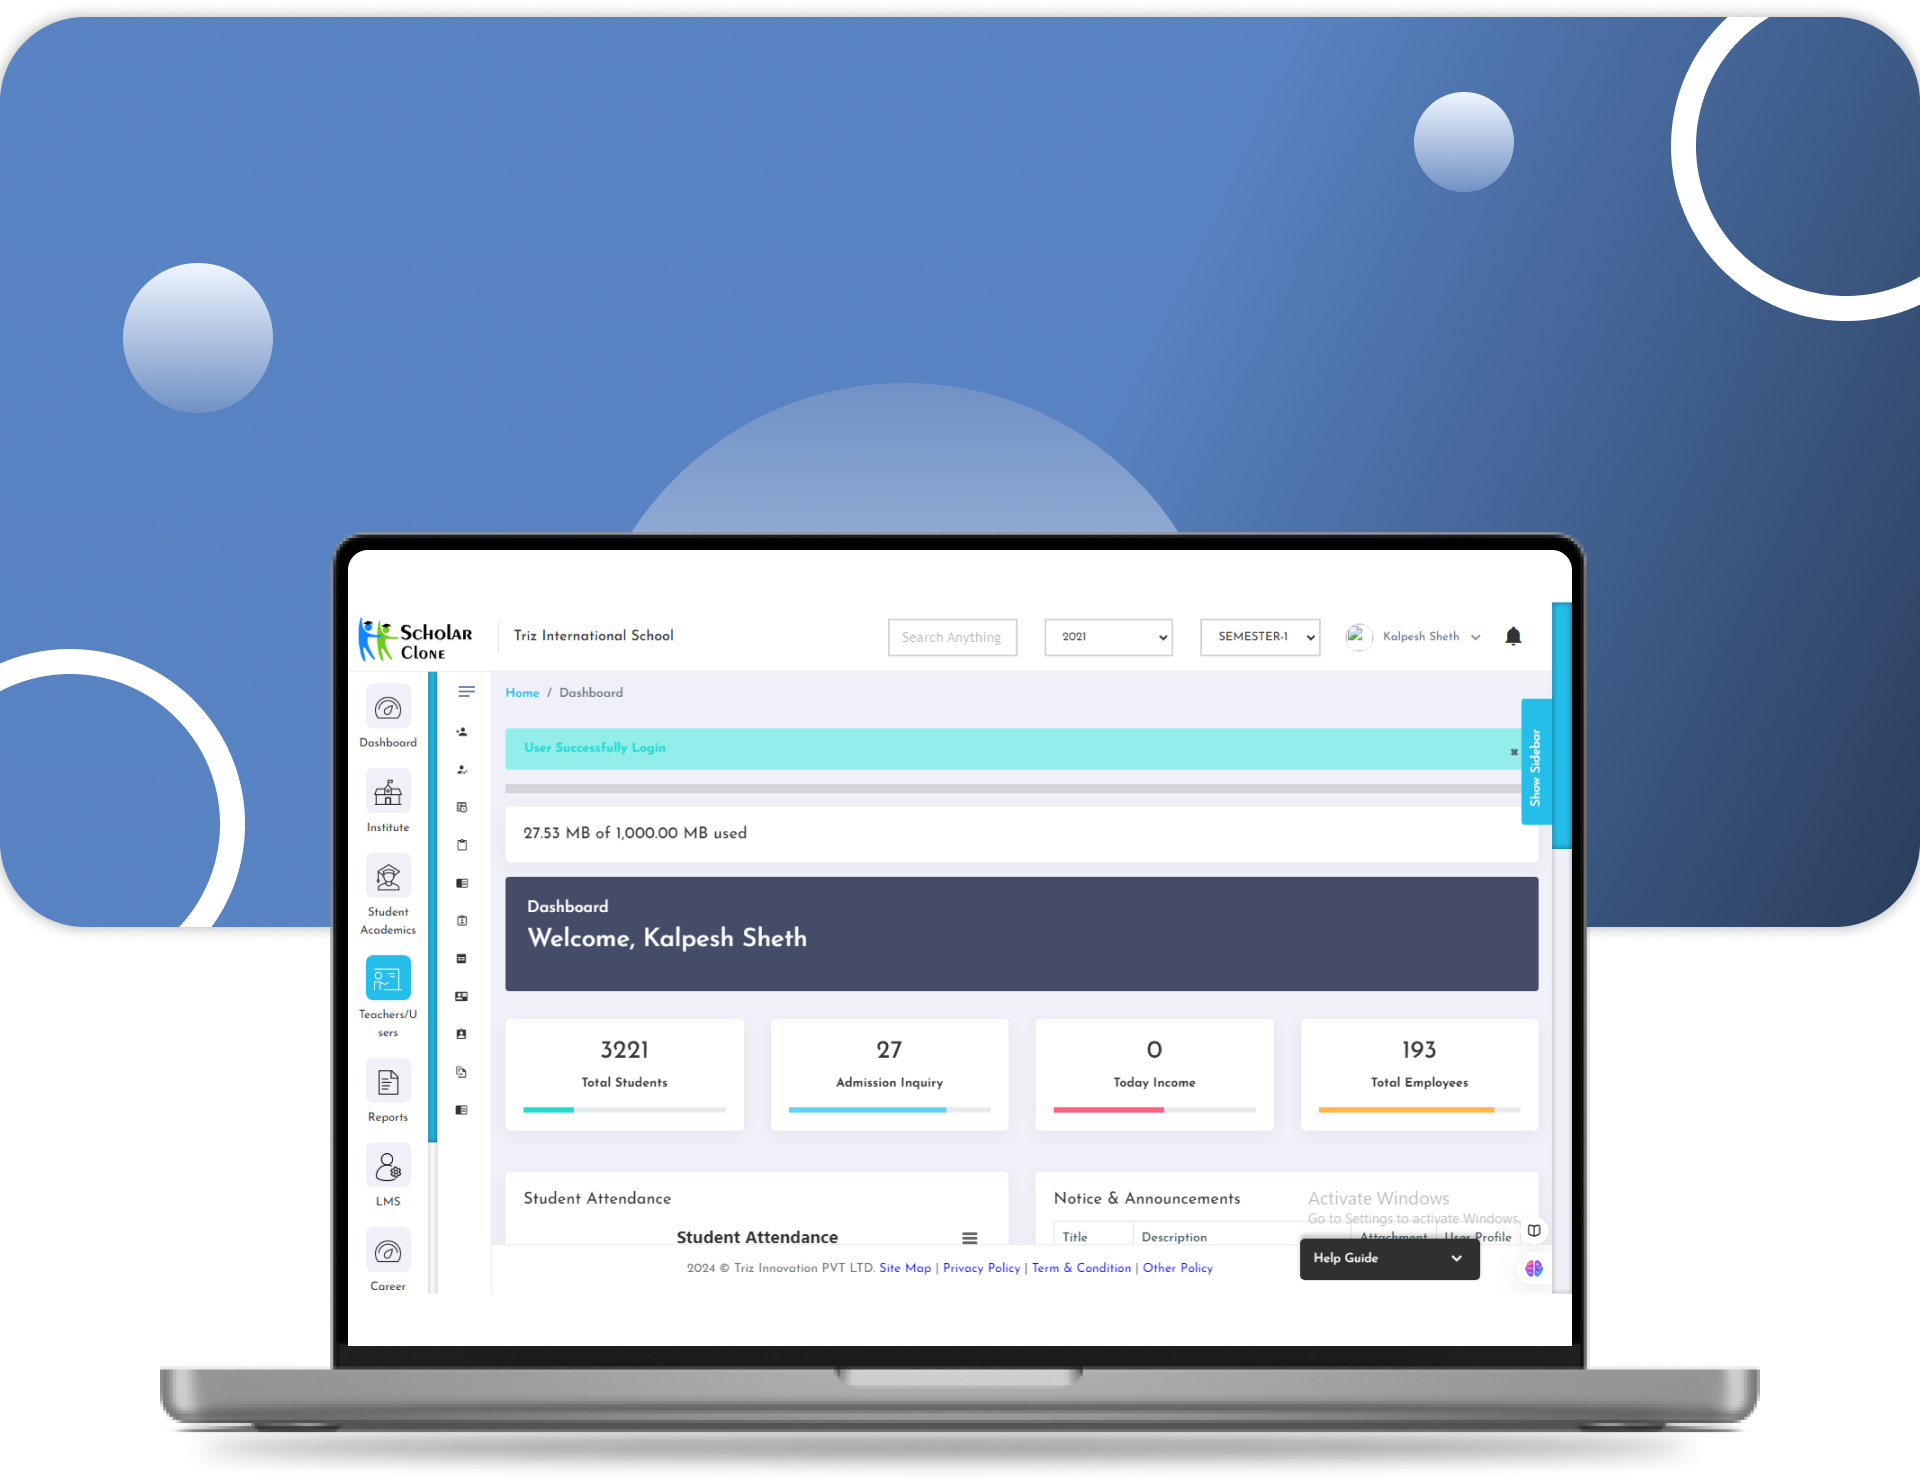 Scholar
Clone
Triz International School
Search Anything
2021
SEMESTER-1
Kalpesh Sheth
Dashboard
Institute
Student
Academics
Teachers/U
sers
Reports
LMS
Career
Home / Dashboard
User Successfully Login
Show Sidebar
27.53 MB of 1,000.00 MB used
Dashboard
Welcome, Kalpesh Sheth
3221
Total Students
27
Admission Inquiry
0
Today Income
193
Total Employees
Student Attendance
Student Attendance
Notice & Announcements
Title
Description
Attachment
User Profile
Activate Windows
Go to Settings to activate Windows.
Help Guide
2024 © Triz Innovation PVT LTD. Site Map | Privacy Policy | Term & Condition | Other Policy